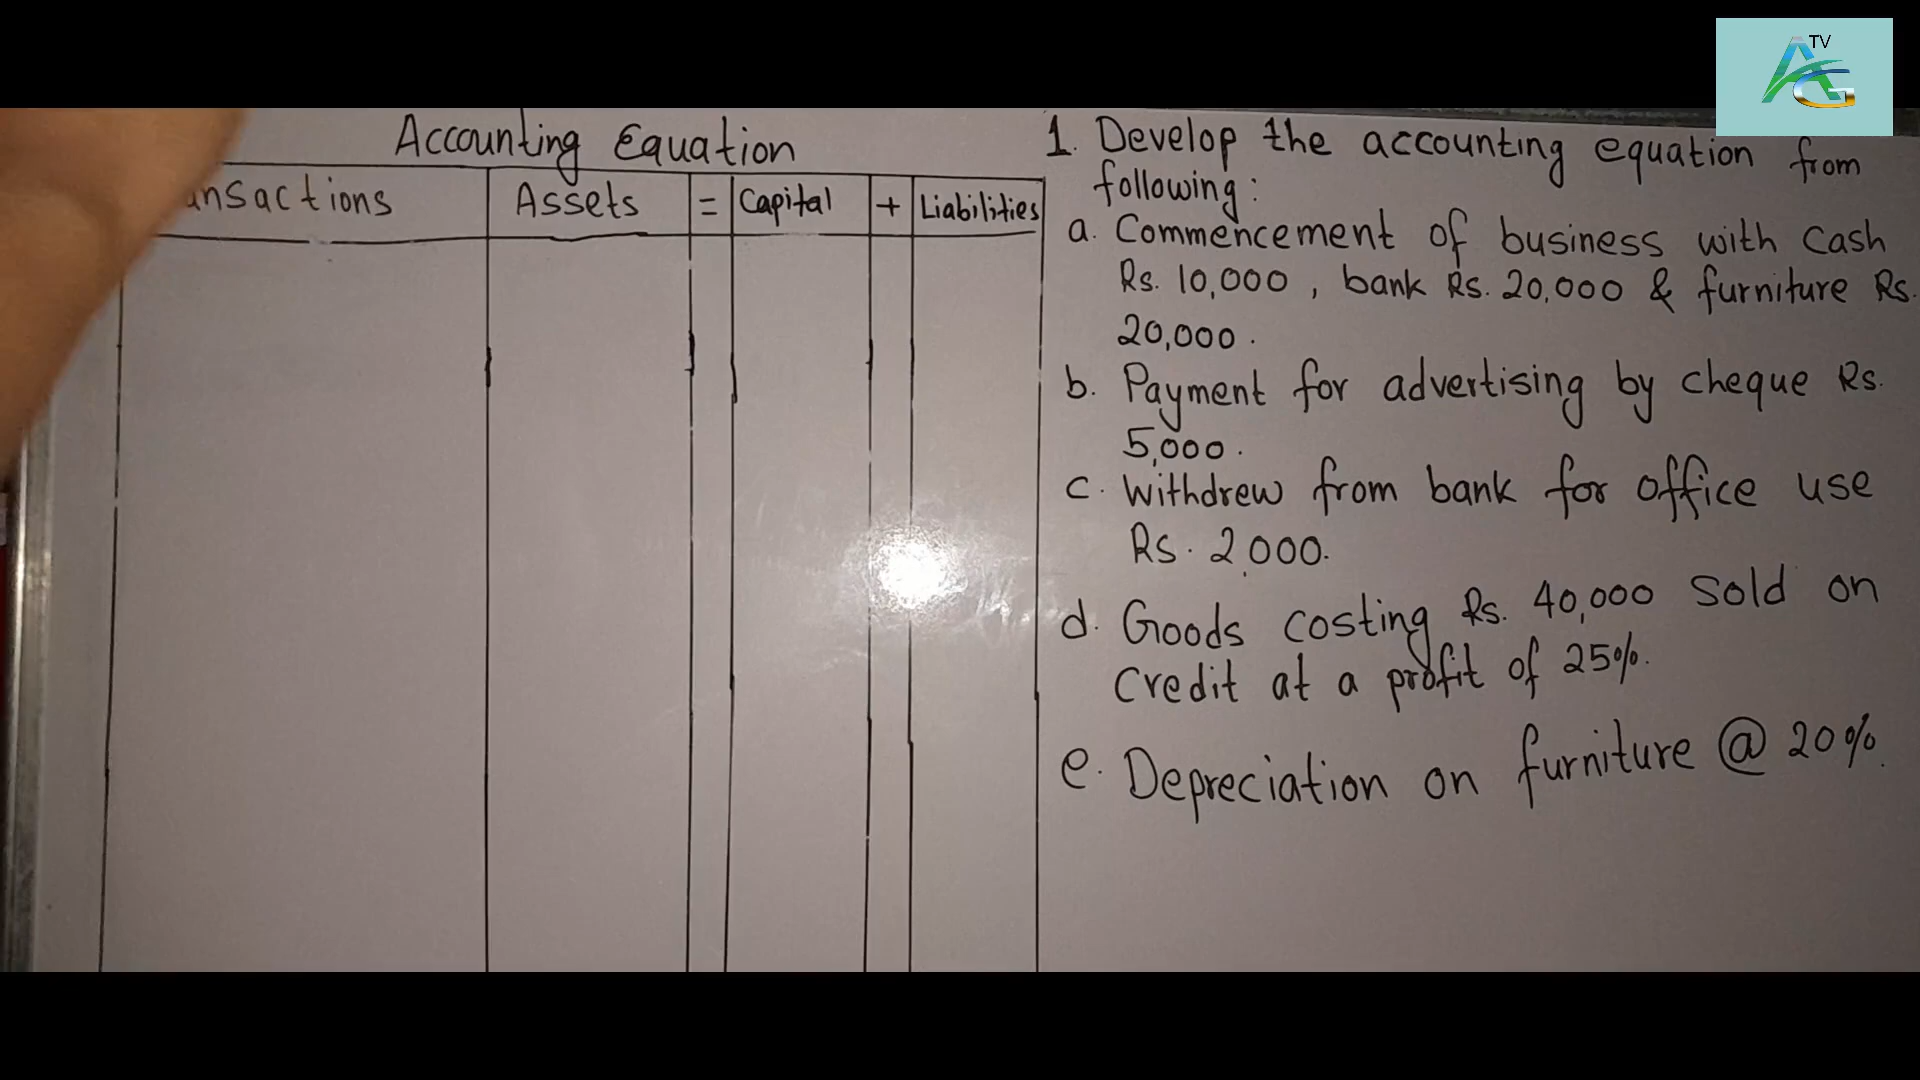 TV
AG
Accounting Equation
ansactions Assets = Capital + Liabilities
1. Develop the accounting equation from
following:
a. Commencement of business with cash
Rs. 10,000, bank Rs. 20,000 & furniture Rs.
20,000.
b. Payment for advertising by cheque Rs.
5,000.
c. Withdrew from bank for office use
Rs. 2,000.
d. Goods costing Rs. 40,000 sold on
credit at a profit of 25%.
e. Depreciation on furniture @ 20%.